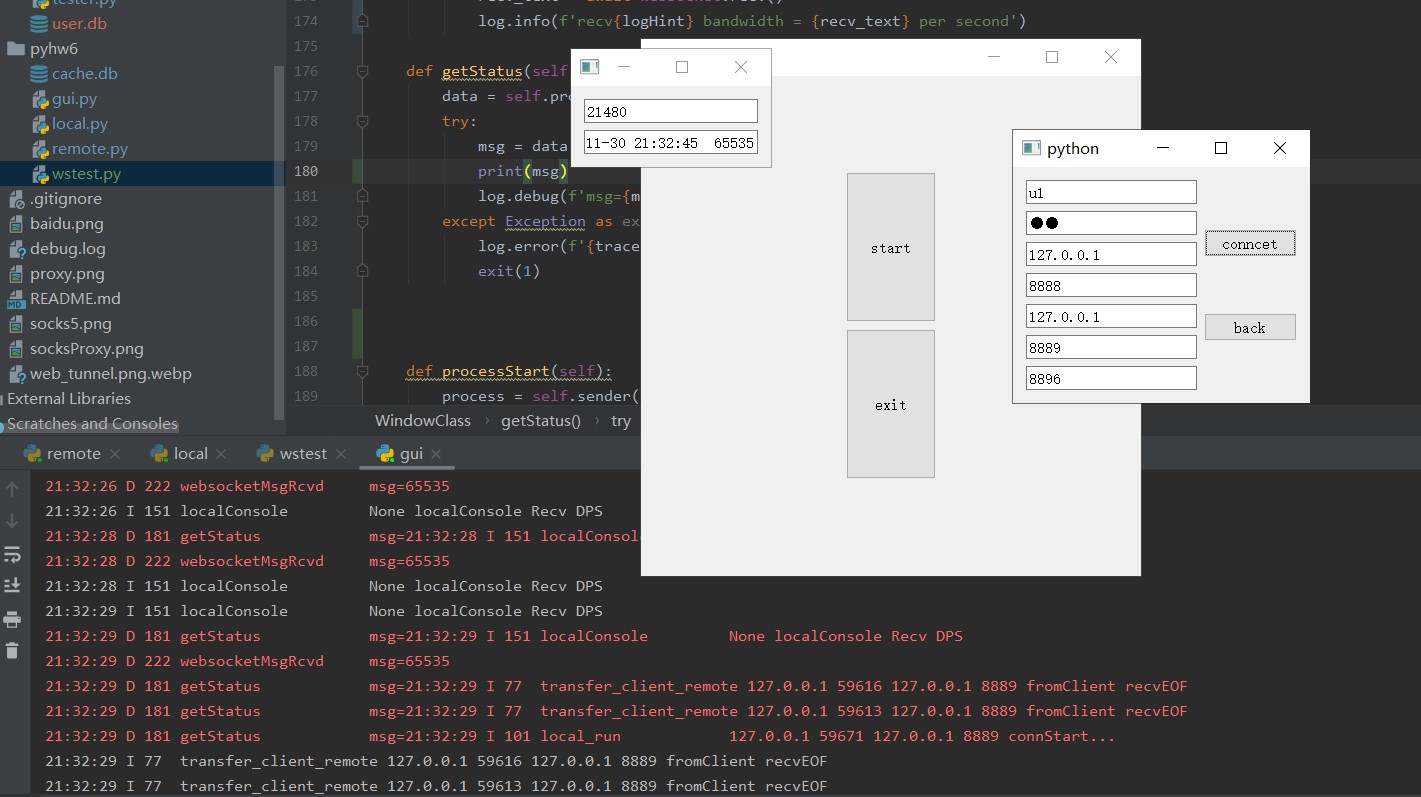 tester.py
user.db
pyhw6
cache.db
gui.py
local.py
remote.py
wstest.py
.gitignore
baidu.png
debug.log
proxy.png
README.md
socks5.png
socksProxy.png
web_tunnel.png.webp
External Libraries
Scratches and Consoles
174 log.info(f'recv{logHint} bandwidth = {recv_text} per second')
175
176 def getStatus(self
177 data = self.pro
178 try:
179 msg = data
180 print(msg)
181 log.debug(f'msg={m
182 except Exception as ex
183 log.error(f'{trace
184 exit(1)
185
186
187
188 def processStart(self):
189 process = self.sender(
WindowClass › getStatus() › try
21480
11-30 21:32:45 65535
start
exit
python
u1
●●
127.0.0.1
8888
127.0.0.1
8889
8896
conncet
back
remote
local
wstest
gui
21:32:26 D 222 websocketMsgRcvd msg=65535
21:32:26 I 151 localConsole None localConsole Recv DPS
21:32:28 D 181 getStatus msg=21:32:28 I 151 localConsol
21:32:28 D 222 websocketMsgRcvd msg=65535
21:32:28 I 151 localConsole None localConsole Recv DPS
21:32:29 I 151 localConsole None localConsole Recv DPS
21:32:29 D 181 getStatus msg=21:32:29 I 151 localConsole None localConsole Recv DPS
21:32:29 D 222 websocketMsgRcvd msg=65535
21:32:29 D 181 getStatus msg=21:32:29 I 77 transfer_client_remote 127.0.0.1 59616 127.0.0.1 8889 fromClient recvEOF
21:32:29 D 181 getStatus msg=21:32:29 I 77 transfer_client_remote 127.0.0.1 59613 127.0.0.1 8889 fromClient recvEOF
21:32:29 D 181 getStatus msg=21:32:29 I 101 local_run 127.0.0.1 59671 127.0.0.1 8889 connStart...
21:32:29 I 77 transfer_client_remote 127.0.0.1 59616 127.0.0.1 8889 fromClient recvEOF
21:32:29 I 77 transfer_client_remote 127.0.0.1 59613 127.0.0.1 8889 fromClient recvEOF